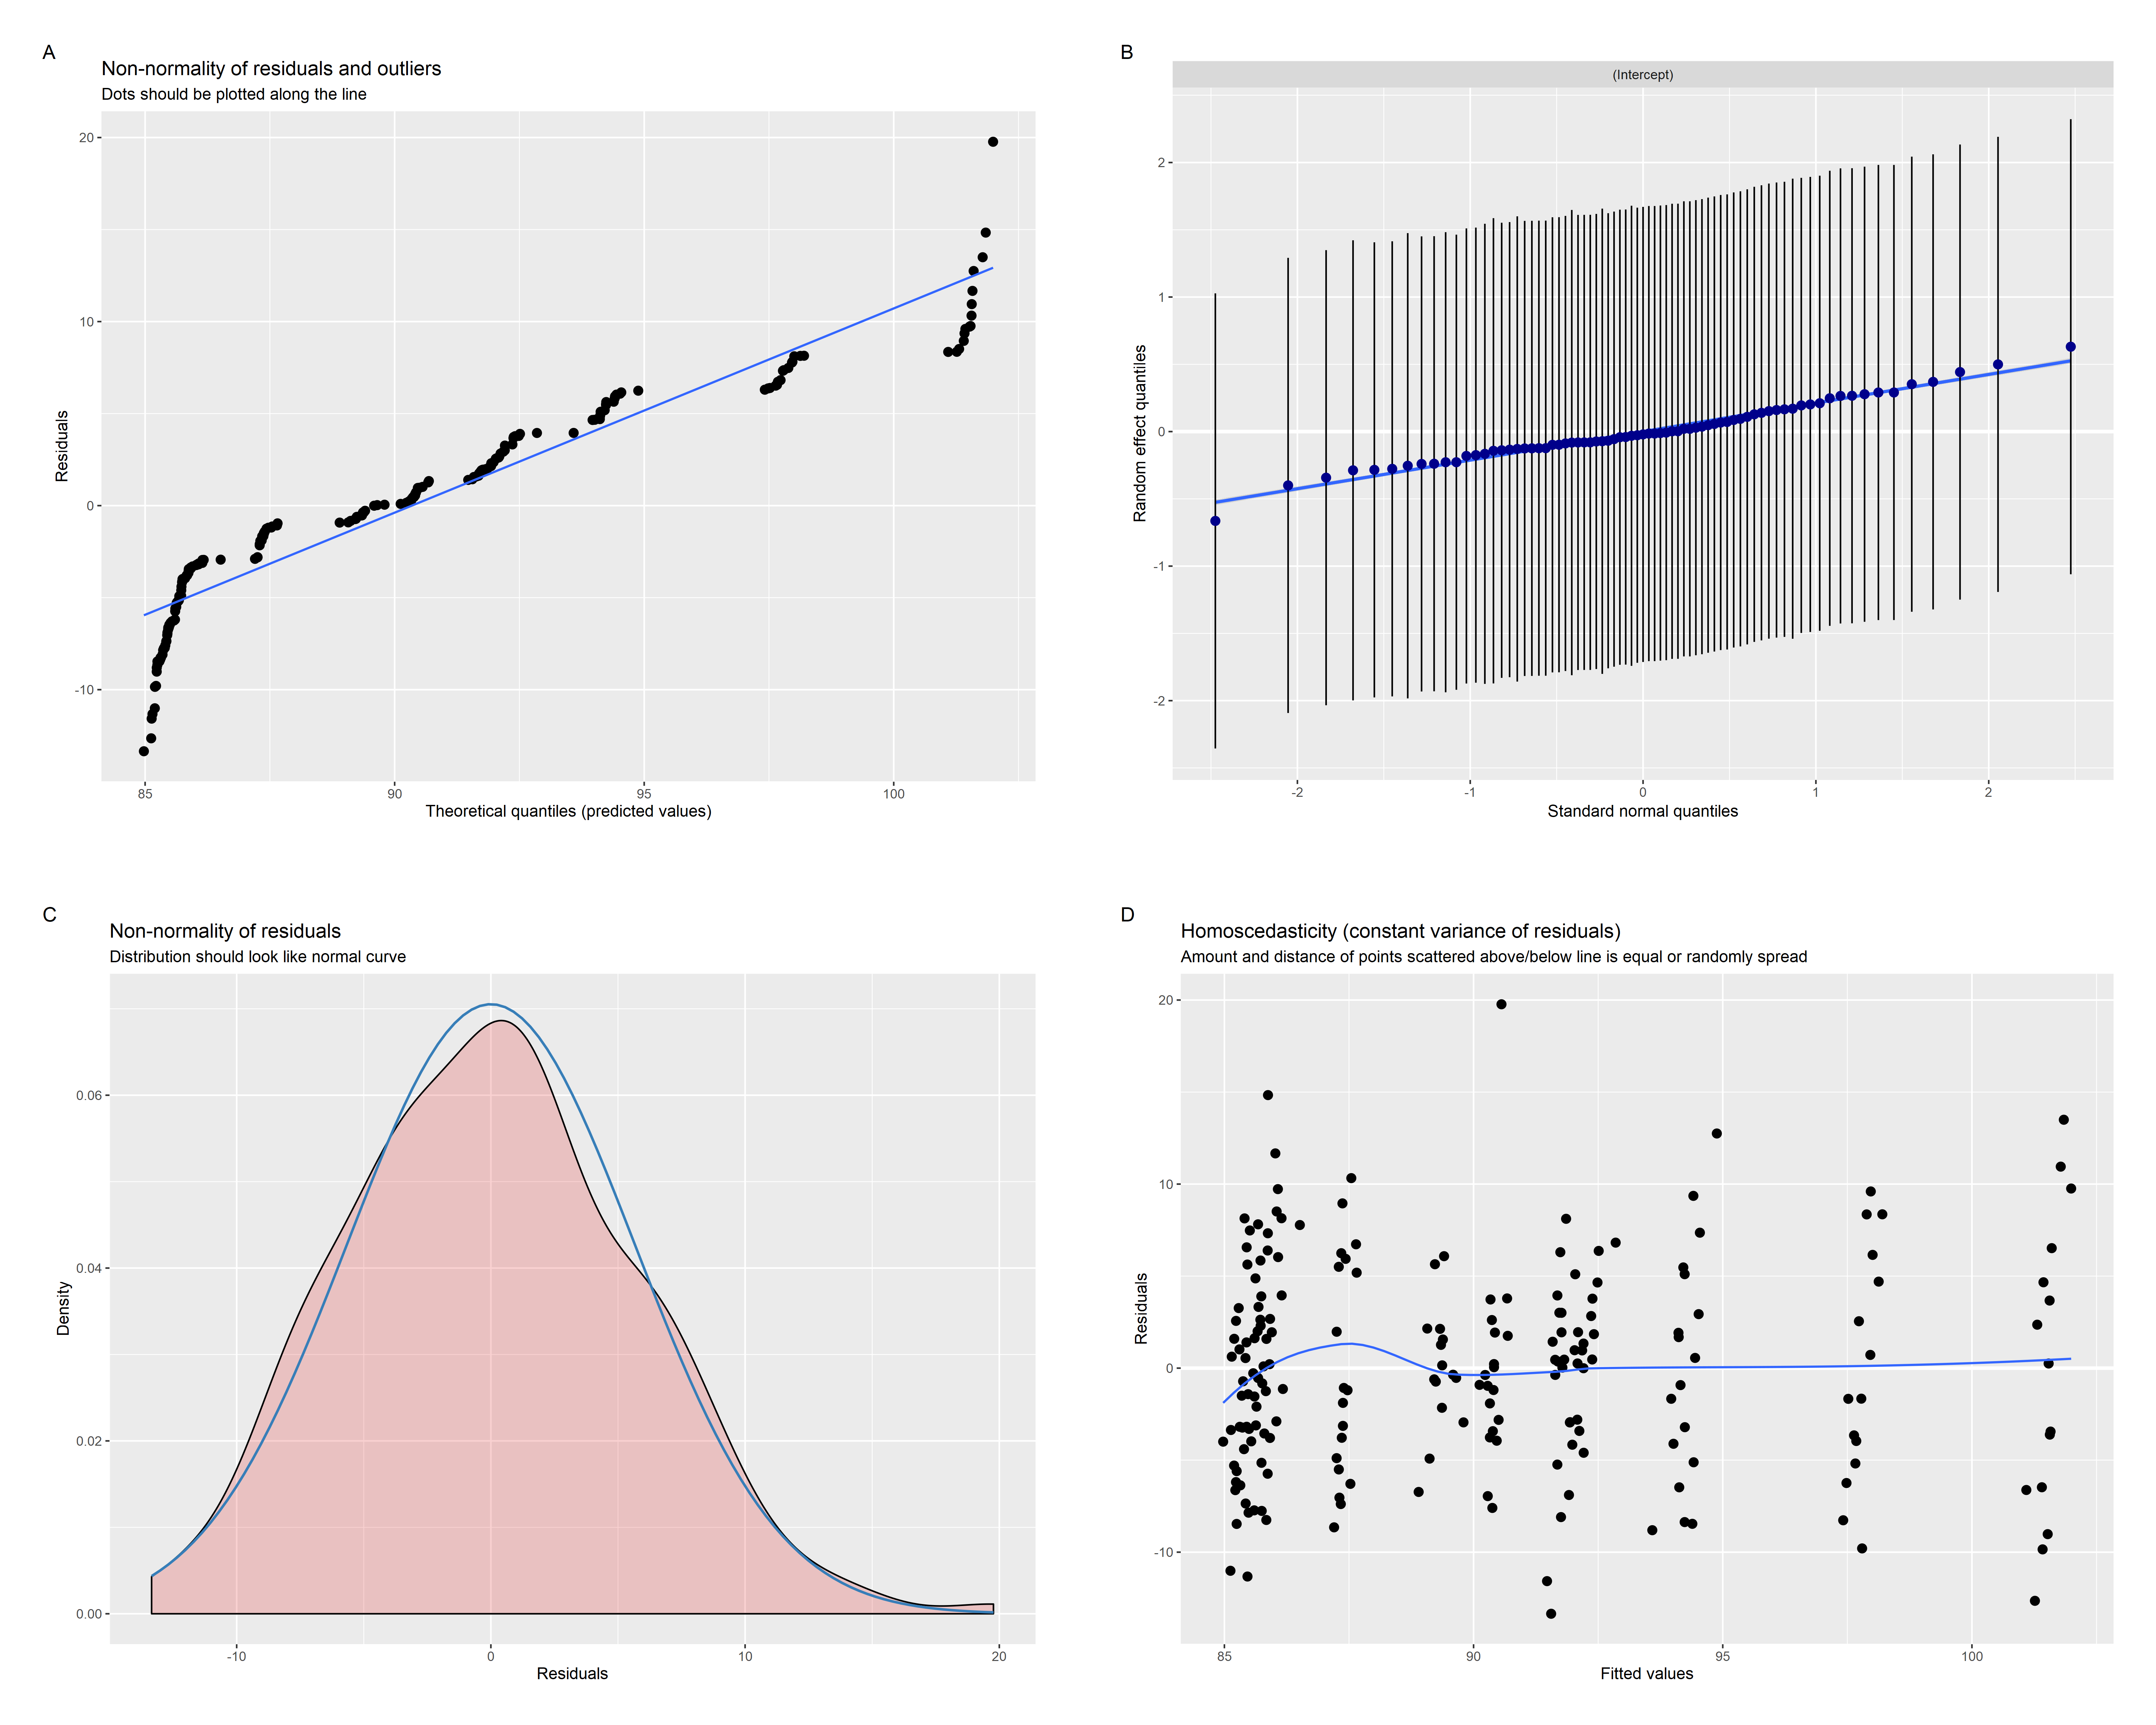 A
Non-normality of residuals and outliers
Dots should be plotted along the line
20
10
0
-10
Residuals
85
90
95
100
Theoretical quantiles (predicted values)
B
(Intercept)
2
1
0
-1
-2
Random effect quantiles
-2
-1
0
1
2
Standard normal quantiles
C
Non-normality of residuals
Distribution should look like normal curve
0.06
0.04
0.02
0.00
Density
-10
0
10
20
Residuals
D
Homoscedasticity (constant variance of residuals)
Amount and distance of points scattered above/below line is equal or randomly spread
20
10
0
-10
Residuals
85
90
95
100
Fitted values